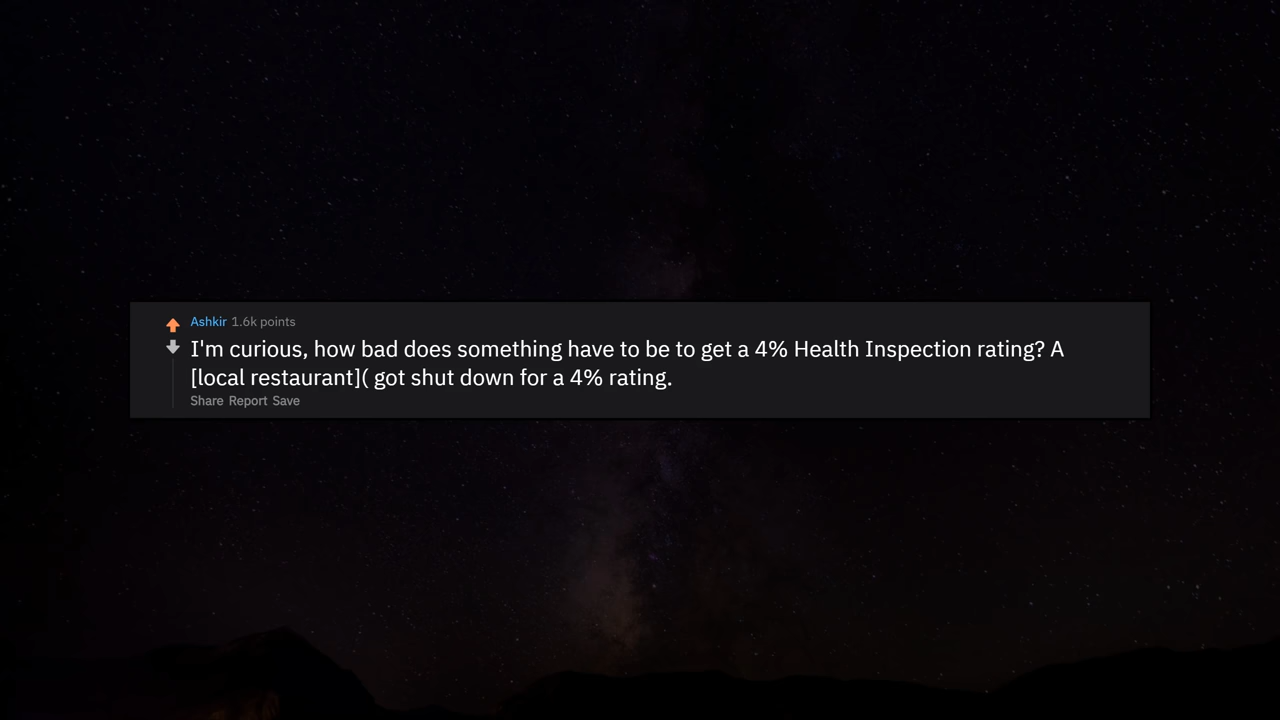 Ashkir 1.6k points
I'm curious, how bad does something have to be to get a 4% Health Inspection rating? A
[local restaurant]( got shut down for a 4% rating.
Share Report Save